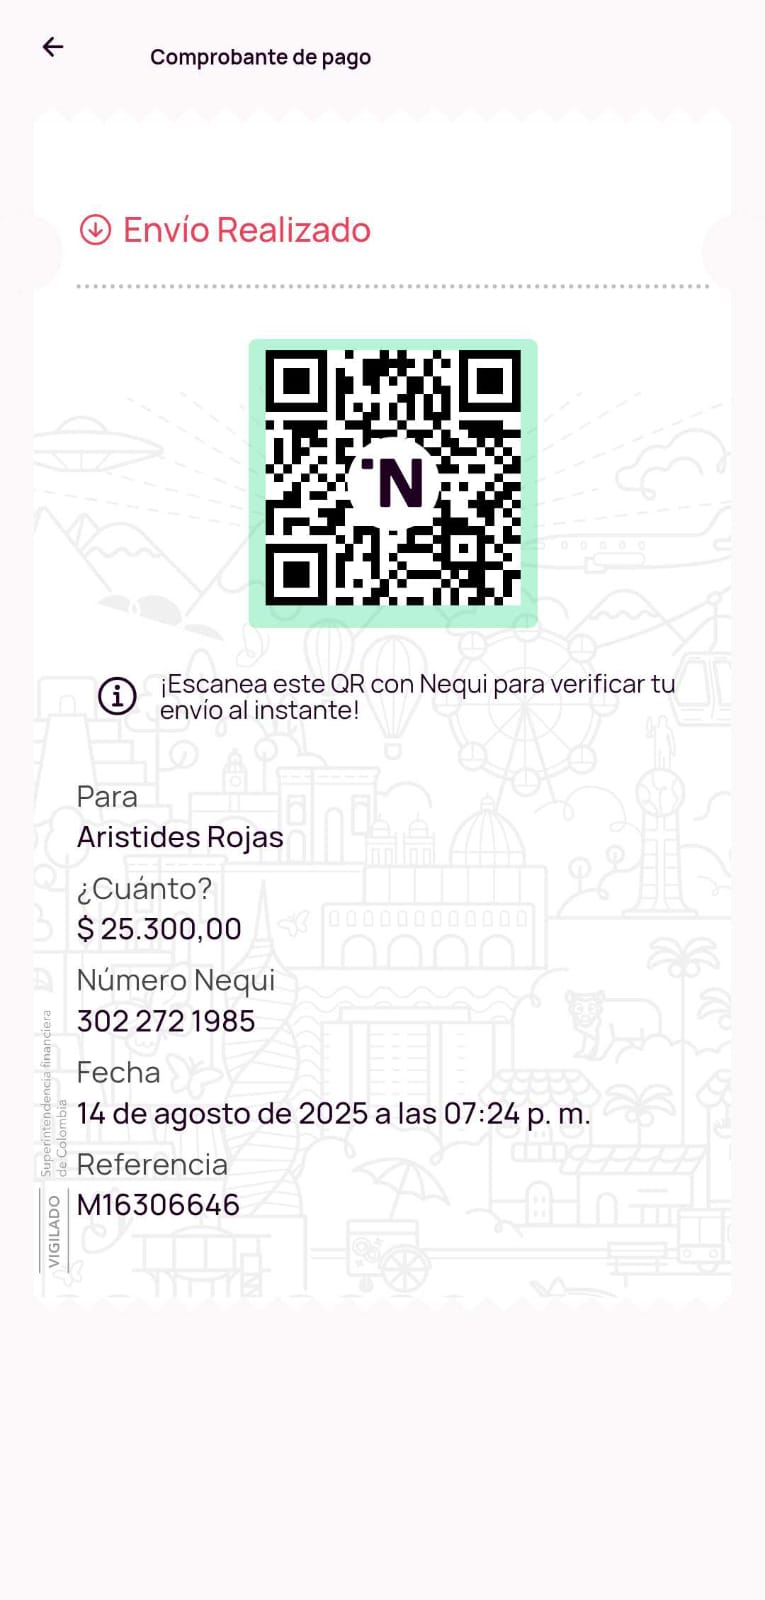 Comprobante de pago
Envío Realizado
N
¡Escanea este QR con Nequi para verificar tu
envío al instante!
Para
Aristides Rojas
¿Cuánto?
$ 25.300,00
Número Nequi
302 272 1985
Fecha
14 de agosto de 2025 a las 07:24 p. m.
Referencia
M16306646
VIGILADO
Superintendencia financiera
de Colombia